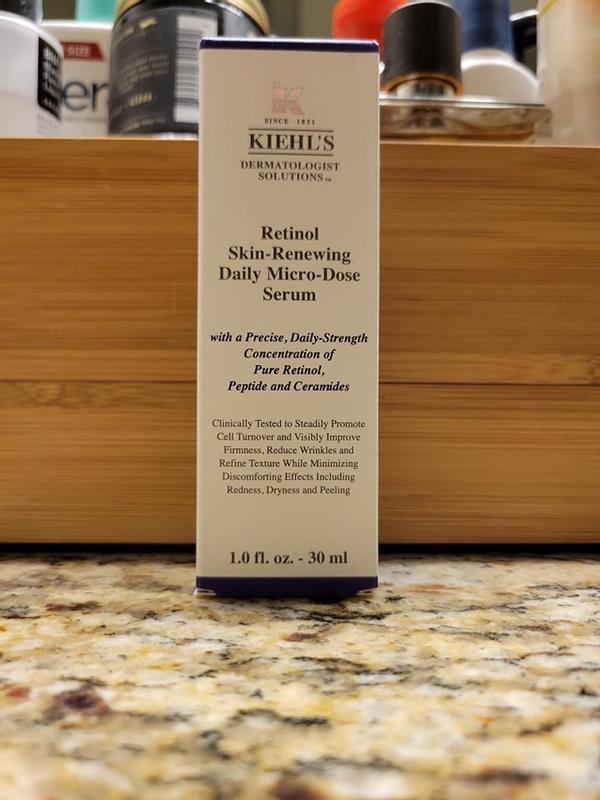 SIZE
SINCE 1851
KIEHL'S
DERMATOLOGIST
SOLUTIONS™
Retinol
Skin-Renewing
Daily Micro-Dose
Serum
with a Precise, Daily-Strength
Concentration of
Pure Retinol,
Peptide and Ceramides
Clinically Tested to Steadily Promote
Cell Turnover and Visibly Improve
Firmness, Reduce Wrinkles and
Refine Texture While Minimizing
Discomforting Effects Including
Redness, Dryness and Peeling
1.0 fl. oz. - 30 ml